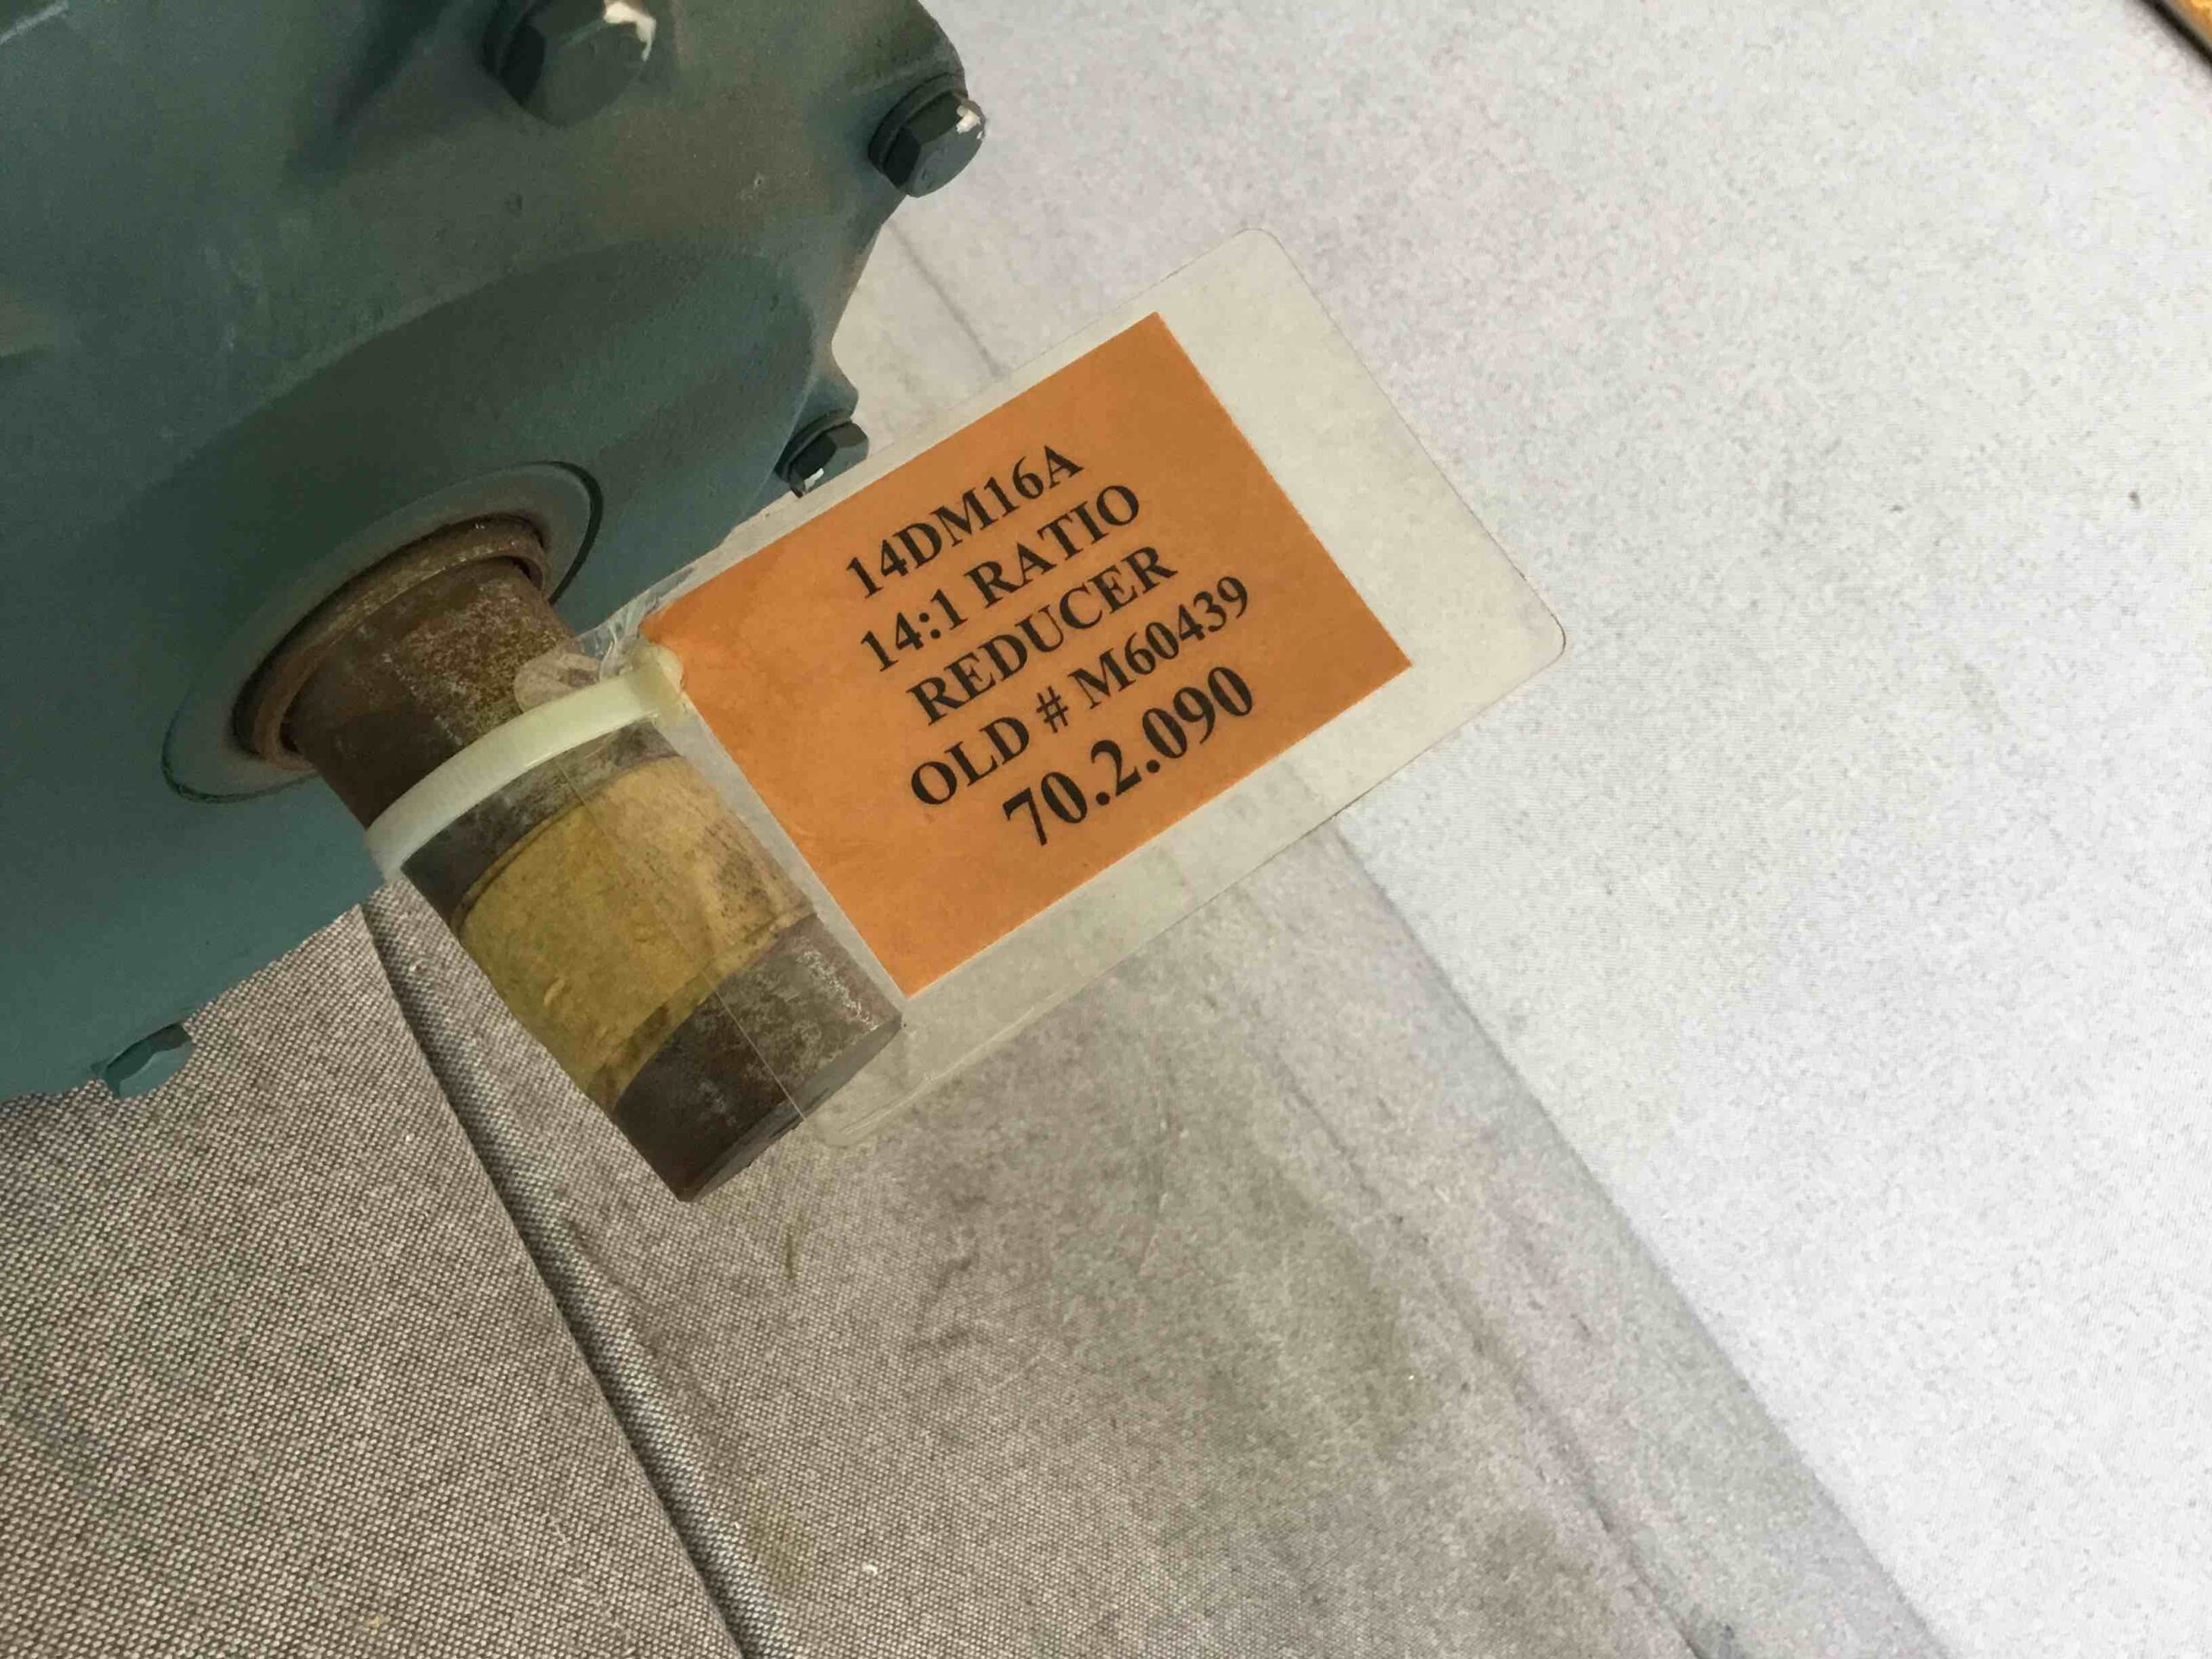 14DM16A
14:1 RATIO
REDUCER
OLD # M60439
70.2.090